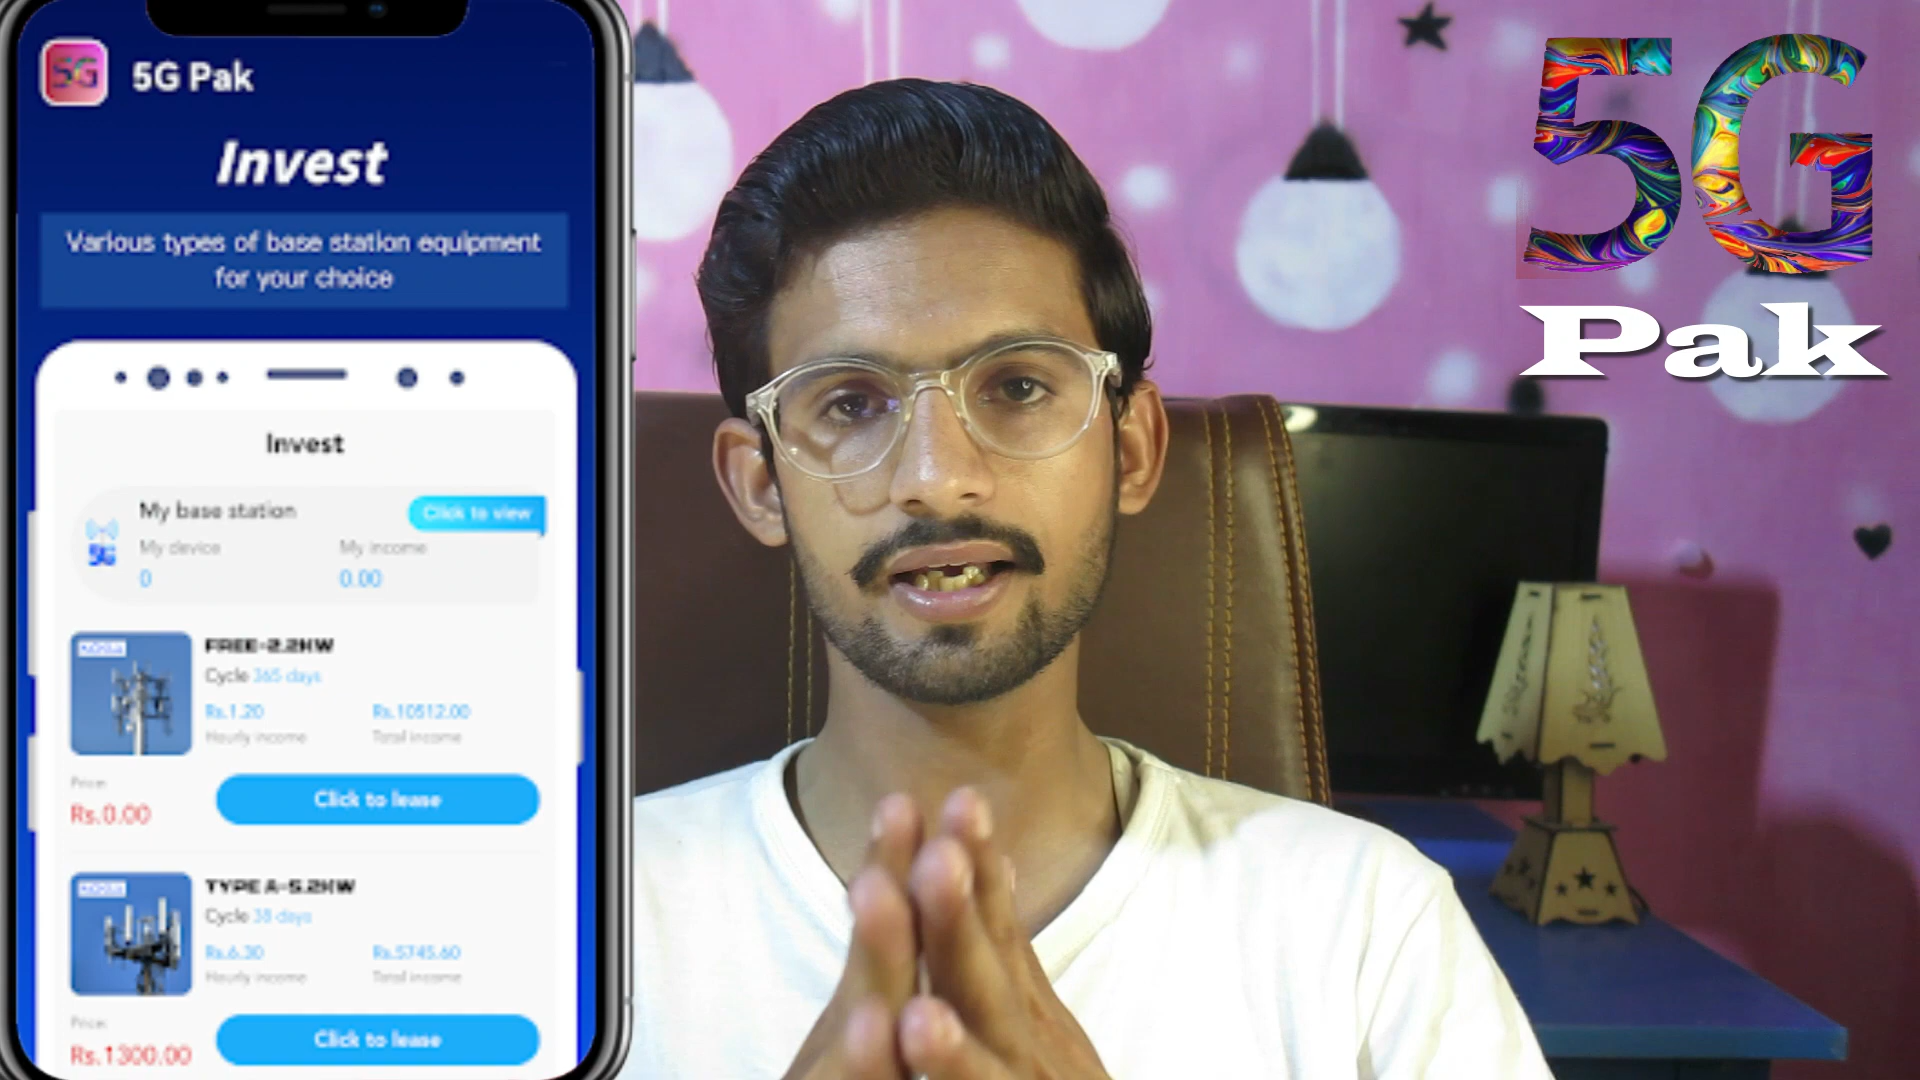 5G Pak
Invest
Various types of base station equipment
for your choice
Invest
My base station
Click to view
My device
My income
0
0.00
5G
FREE-2.2HW
Cycle 365 days
Rs.1.20
Rs.10512.00
Hourly income
Total income
Price:
Rs.0.00
Click to lease
TYPE A-5.2HW
Cycle 38 days
Rs.6.30
Rs.5745.60
Hourly income
Total income
Price:
Rs.1300.00
Click to lease
5G
Pak